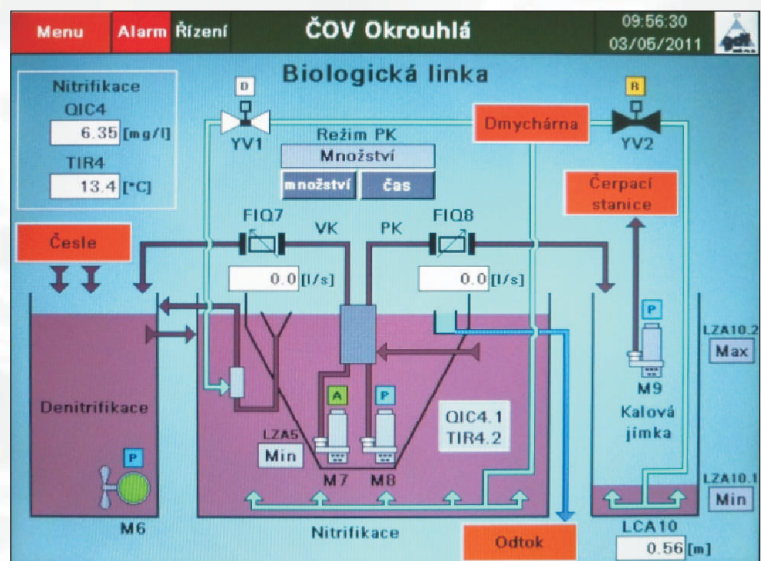 Menu
Alarm
Řízení
ČOV Okrouhlá
09:56:30
03/05/2011
Biologická linka
Nitrifikace
QIC4
6.35 [mg/l]
TIR4
13.4 [°C]
D
YV1
Režim PK
Množství
množství
čas
Dmychárna
YV2
Čerpací
stanice
Česle
FIQ7
VK
PK
FIQ8
0.0 [l/s]
0.0 [l/s]
P
LZA10.2
Max
M9
Kalová
jímka
Denitrifikace
P
M6
LZA5
Min
A
P
M7
M8
QIC4.1
TIR4.2
LZA10.1
Min
Nitrifikace
Odtok
LCA10
0.56 [m]